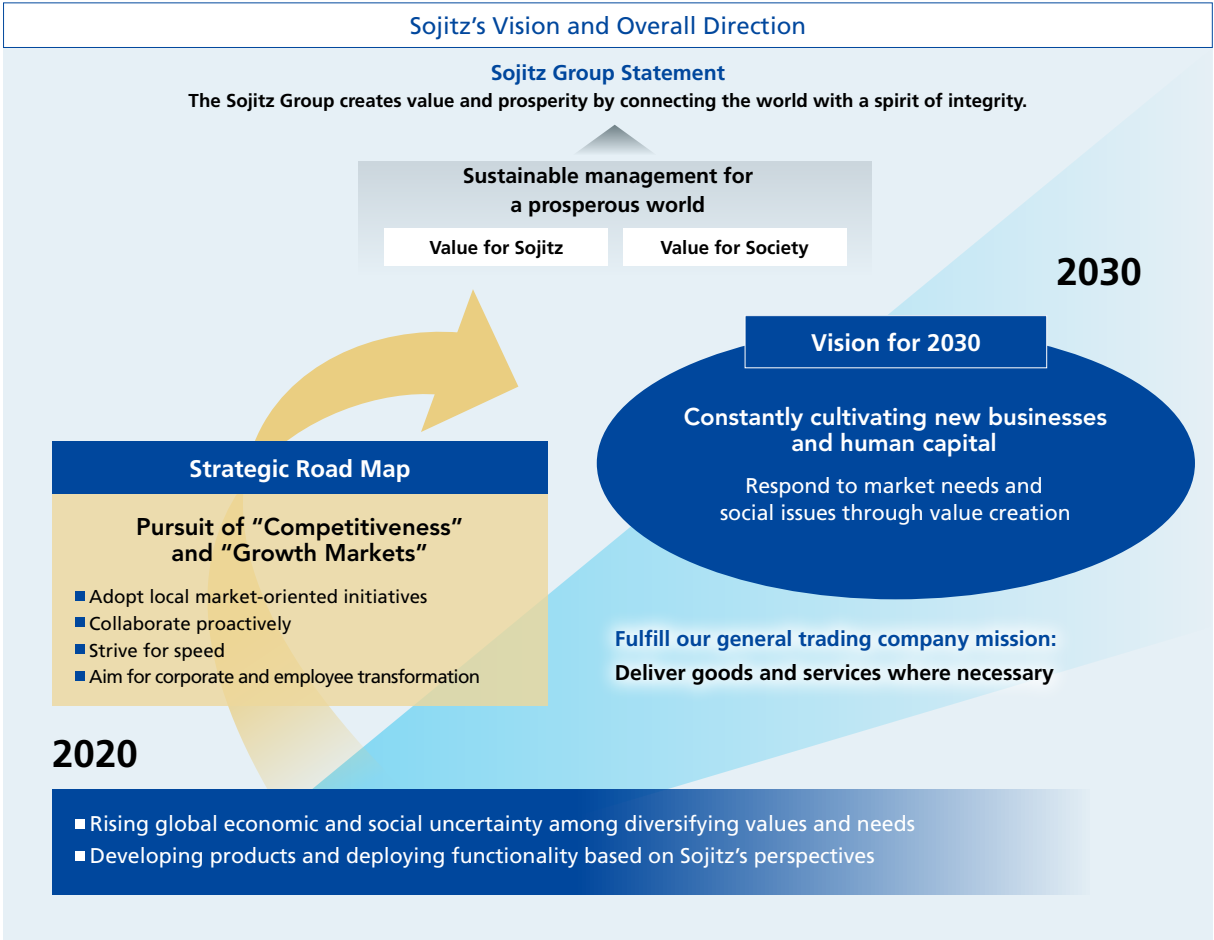 Sojitz’s Vision and Overall Direction
Sojitz Group Statement
The Sojitz Group creates value and prosperity by connecting the world with a spirit of integrity.
Sustainable management for
a prosperous world
Value for Sojitz
Value for Society
2030
Vision for 2030
Constantly cultivating new businesses
and human capital
Respond to market needs and
social issues through value creation
Strategic Road Map
Pursuit of “Competitiveness”
and “Growth Markets”
Adopt local market-oriented initiatives
Collaborate proactively
Strive for speed
Aim for corporate and employee transformation
Fulfill our general trading company mission:
Deliver goods and services where necessary
2020
Rising global economic and social uncertainty among diversifying values and needs
Developing products and deploying functionality based on Sojitz’s perspectives